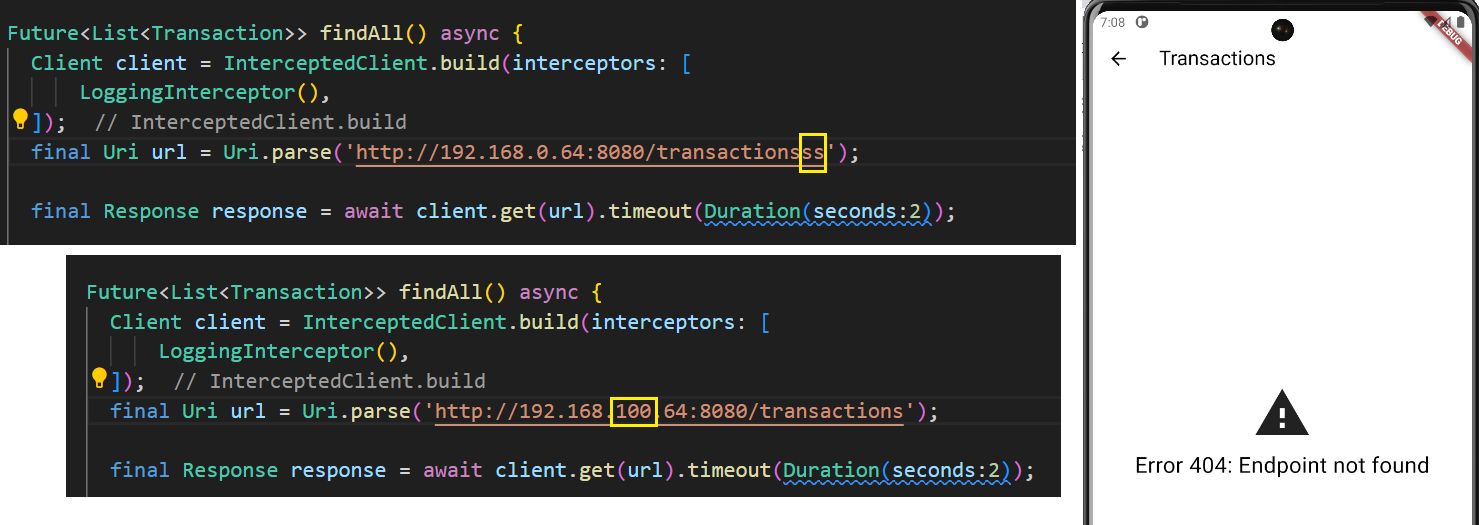 Future<List<Transaction>> findAll() async {
Client client = InterceptedClient.build(interceptors: [
LoggingInterceptor(),
]); // InterceptedClient.build
final Uri url = Uri.parse('http://192.168.0.64:8080/transactionsss');
final Response response = await client.get(url).timeout(Duration(seconds:2));
Future<List<Transaction>> findAll() async {
Client client = InterceptedClient.build(interceptors: [
LoggingInterceptor(),
]); // InterceptedClient.build
final Uri url = Uri.parse('http://192.168.100.64:8080/transactions');
final Response response = await client.get(url).timeout(Duration(seconds:2));
7:08
Transactions
Error 404: Endpoint not found